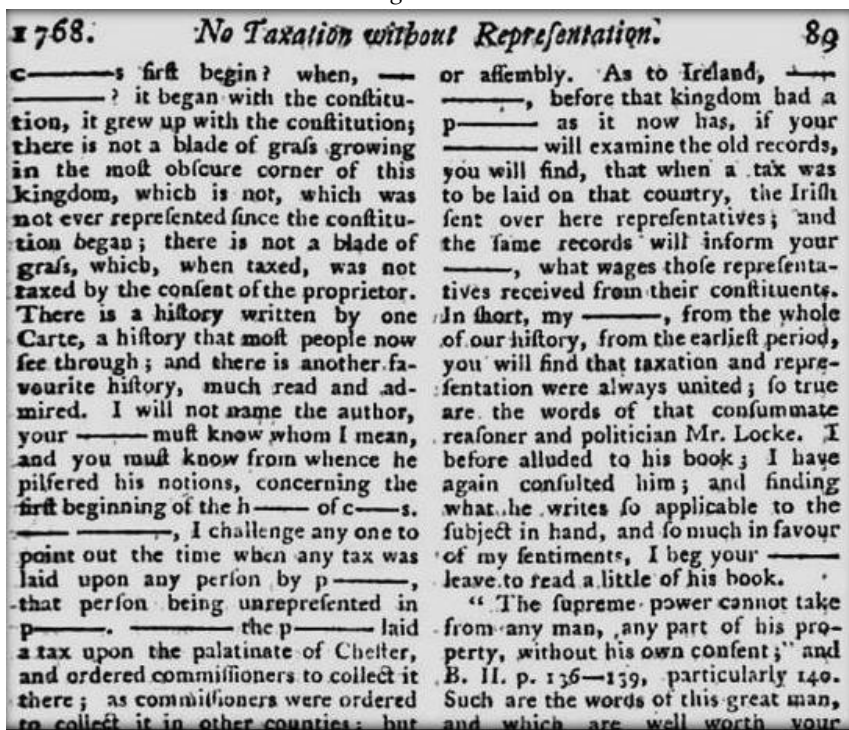 1768. No Taxation without Repreſentation. 89
c———s firſt begin? when, ——
———? it began with the conſtitu-
tion, it grew up with the conſtitution;
there is not a blade of graſs growing
in the moſt obſcure corner of this
kingdom, which is not, which was
not ever repreſented ſince the conſtitu-
tion began; there is not a blade of
graſs, which, when taxed, was not
taxed by the conſent of the proprietor.
There is a hiſtory written by one
Carte, a hiſtory that moſt people now
ſee through; and there is another fa-
vourite hiſtory, much read and ad-
mired. I will not name the author,
your ——— muſt know whom I mean,
and you muſt know from whence he
pilfered his notions, concerning the
firſt beginning of the h—— of c——s.
—— ———, I challenge any one to
point out the time when any tax was
laid upon any perſon by p———,
that perſon being unrepreſented in
p———. ——— the p——— laid
a tax upon the palatinate of Cheſter,
and ordered commiſſioners to collect it
there; as commiſſioners were ordered
to collect it in other counties; but
or aſſembly. As to Ireland, ——
———, before that kingdom had a
p——— as it now has, if your
——— will examine the old records,
you will find, that when a tax was
to be laid on that country, the Iriſh
ſent over here repreſentatives; and
the ſame records will inform your
———, what wages thoſe repreſenta-
tives received from their conſtituents.
In ſhort, my ———, from the whole
of our hiſtory, from the earlieſt period,
you will find that taxation and repre-
ſentation were always united; ſo true
are the words of that conſummate
reaſoner and politician Mr. Locke. I
before alluded to his book; I have
again conſulted him; and finding
what he writes ſo applicable to the
ſubject in hand, and ſo much in favour
of my ſentiments, I beg your ———
leave to read a little of his book.
“ The ſupreme power cannot take
from any man, any part of his pro-
perty, without his own conſent;” and
B. II. p. 136—139, particularly 140.
Such are the words of this great man,
and which are well worth your